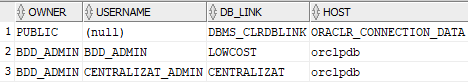 OWNER USERNAME DB_LINK HOST
1 PUBLIC (null) DBMS_CLRDBLINK ORACLR_CONNECTION_DATA
2 BDD_ADMIN BDD_ADMIN LOWCOST orclpdb
3 BDD_ADMIN CENTRALIZAT_ADMIN CENTRALIZAT orclpdb